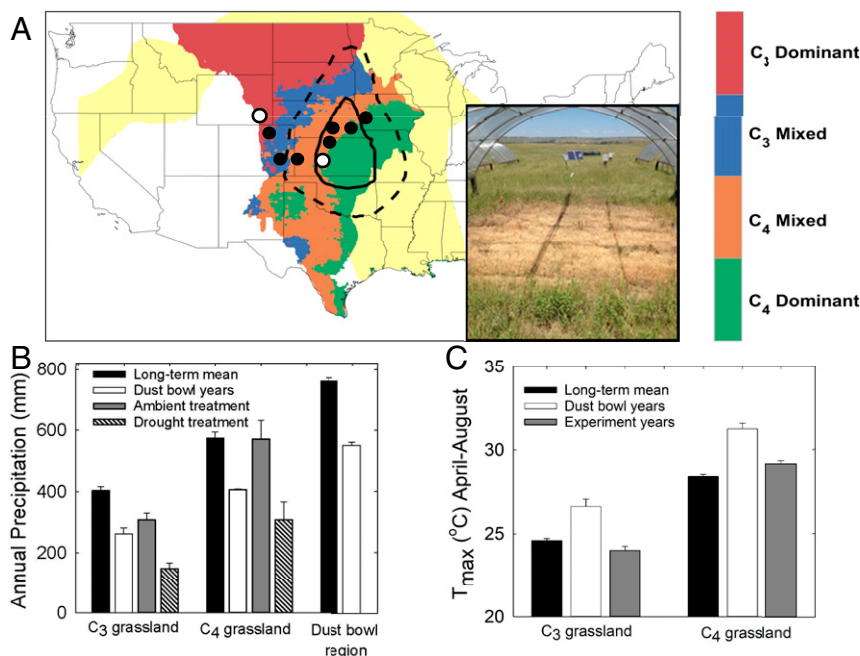 A
C3 Dominant
C3 Mixed
C4 Mixed
C4 Dominant
B
Annual Precipitation (mm)
800
600
400
200
0
Long-term mean
Dust bowl years
Ambient treatment
Drought treatment
C3 grassland
C4 grassland
Dust bowl
region
C
Tmax (oC) April-August
35
30
25
20
Long-term mean
Dust bowl years
Experiment years
C3 grassland
C4 grassland